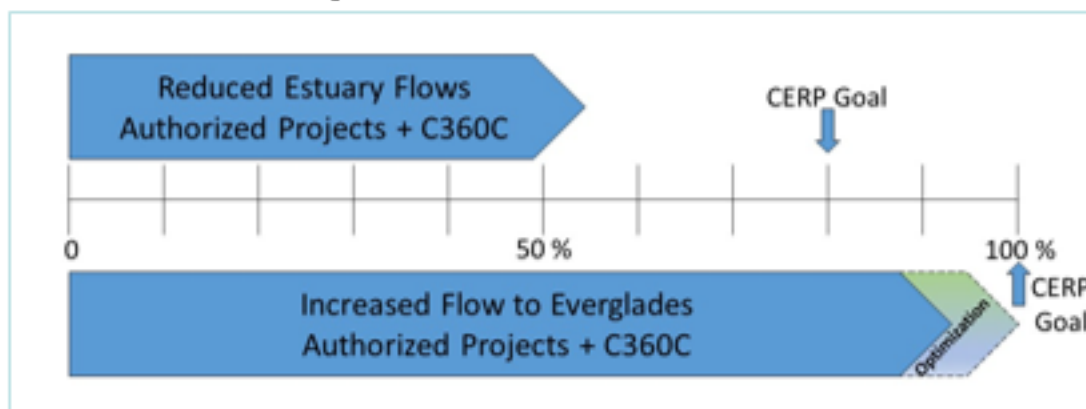 Reduced Estuary Flows
Authorized Projects + C360C
CERP Goal
0
50 %
100 %
Increased Flow to Everglades
Authorized Projects + C360C
Optimization
CERP
Goal